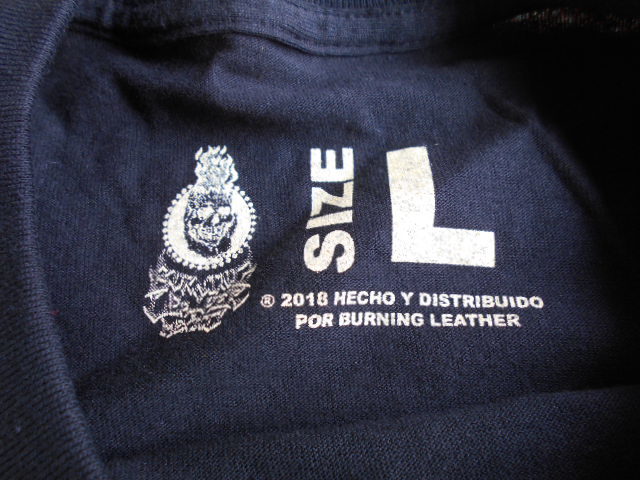 SIZE L
® 2018 HECHO Y DISTRIBUIDO
POR BURNING LEATHER